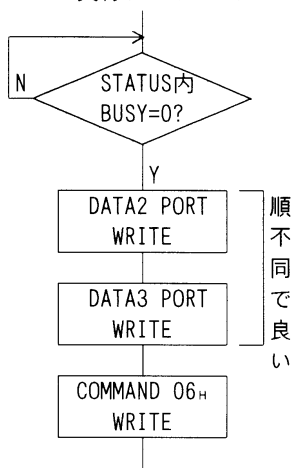 N
STATUS内
BUSY=0?
Y
DATA2 PORT
WRITE
DATA3 PORT
WRITE
順不同で良い
COMMAND 06H
WRITE